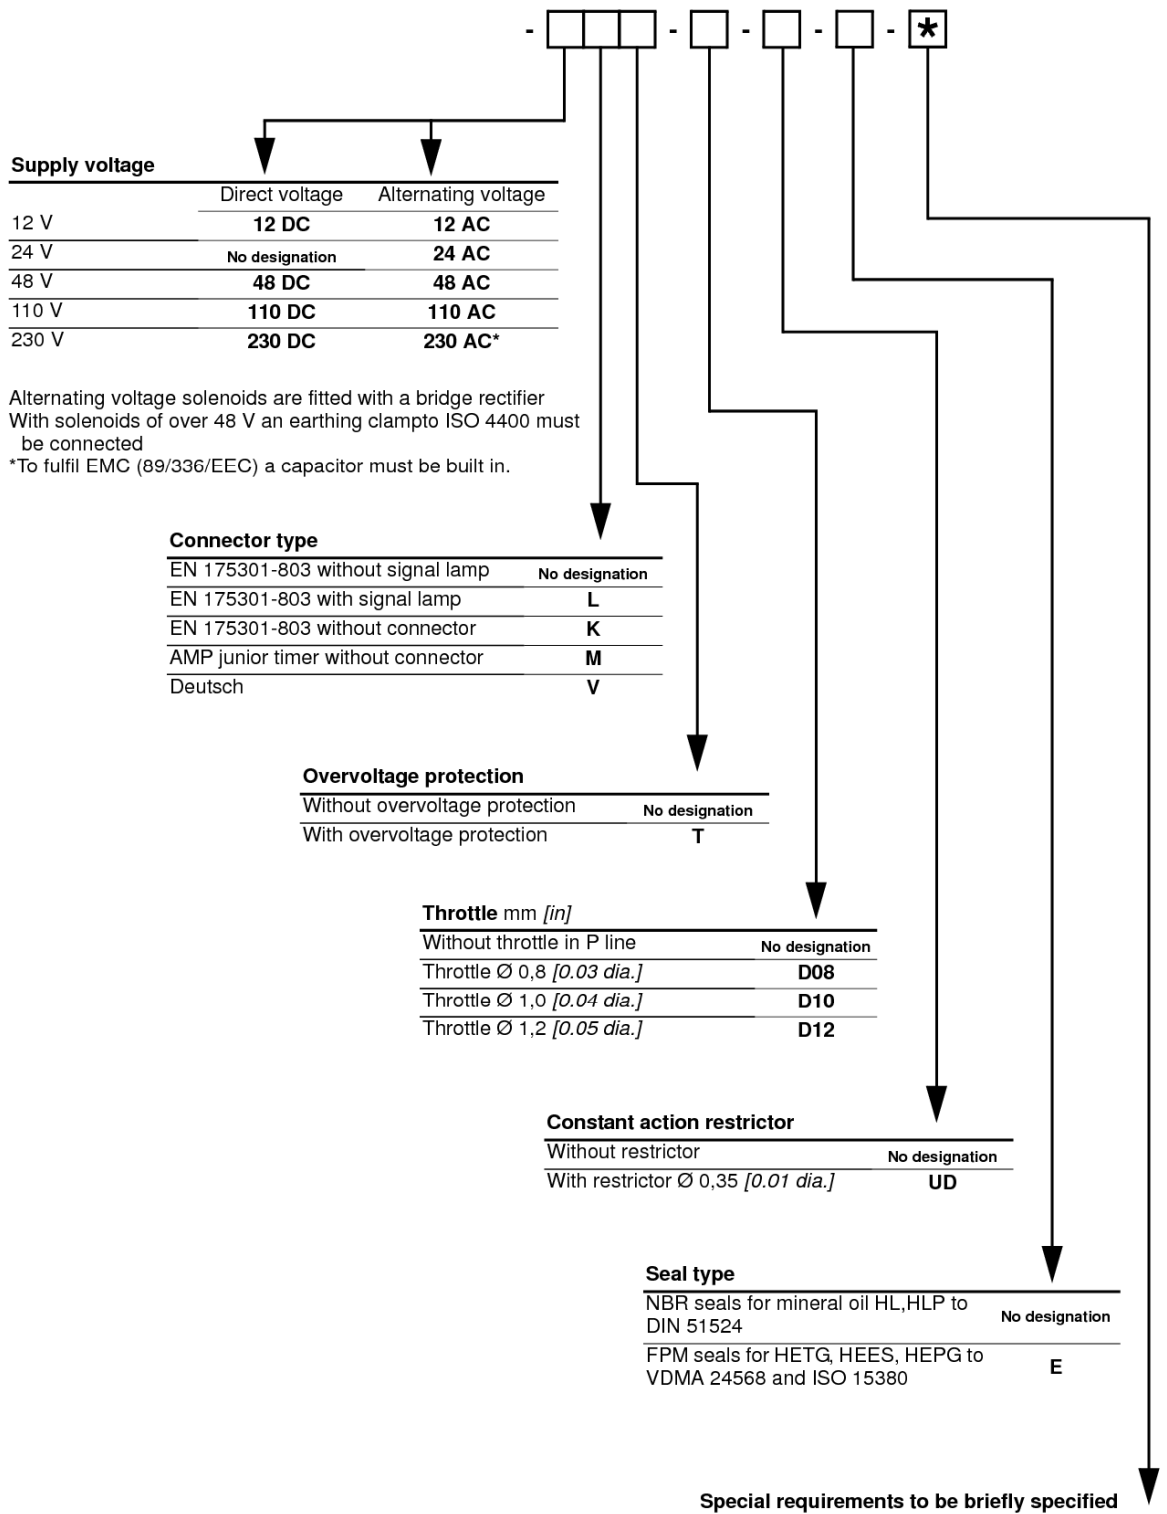 - - - - - *
Supply voltage
Direct voltage Alternating voltage
12 V 12 DC 12 AC
24 V No designation 24 AC
48 V 48 DC 48 AC
110 V 110 DC 110 AC
230 V 230 DC 230 AC*
Alternating voltage solenoids are fitted with a bridge rectifier
With solenoids of over 48 V an earthing clampto ISO 4400 must
be connected
*To fulfil EMC (89/336/EEC) a capacitor must be built in.
Connector type
EN 175301-803 without signal lamp No designation
EN 175301-803 with signal lamp L
EN 175301-803 without connector K
AMP junior timer without connector M
Deutsch V
Overvoltage protection
Without overvoltage protection No designation
With overvoltage protection T
Throttle mm [in]
Without throttle in P line No designation
Throttle Ø 0,8 [0.03 dia.] D08
Throttle Ø 1,0 [0.04 dia.] D10
Throttle Ø 1,2 [0.05 dia.] D12
Constant action restrictor
Without restrictor No designation
With restrictor Ø 0,35 [0.01 dia.] UD
Seal type
NBR seals for mineral oil HL,HLP to No designation
DIN 51524
FPM seals for HETG, HEES, HEPG to E
VDMA 24568 and ISO 15380
Special requirements to be briefly specified